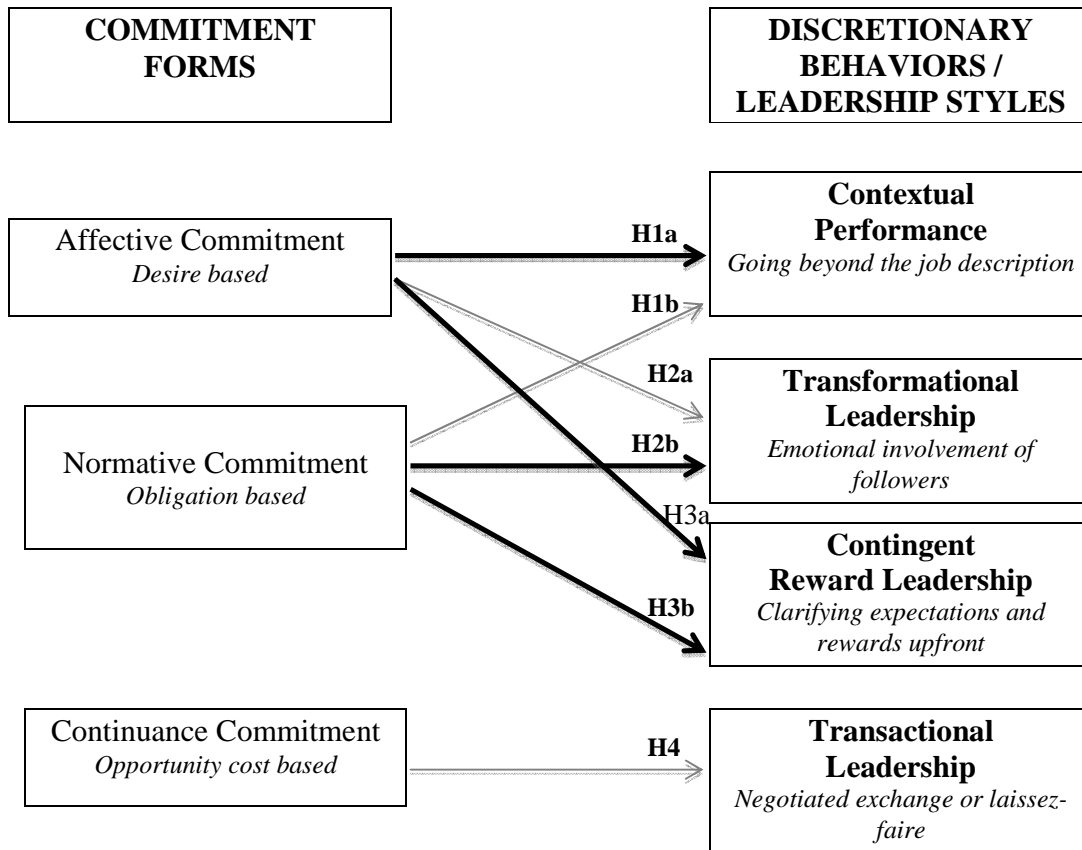 COMMITMENT
FORMS
DISCRETIONARY
BEHAVIORS /
LEADERSHIP STYLES
Affective Commitment
Desire based
H1a
Contextual
Performance
Going beyond the job description
H1b
H2a
Transformational
Leadership
Emotional involvement of
followers
Normative Commitment
Obligation based
H2b
H3a
Contingent
Reward Leadership
Clarifying expectations and
rewards upfront
H3b
Continuance Commitment
Opportunity cost based
H4
Transactional
Leadership
Negotiated exchange or laissez-
faire